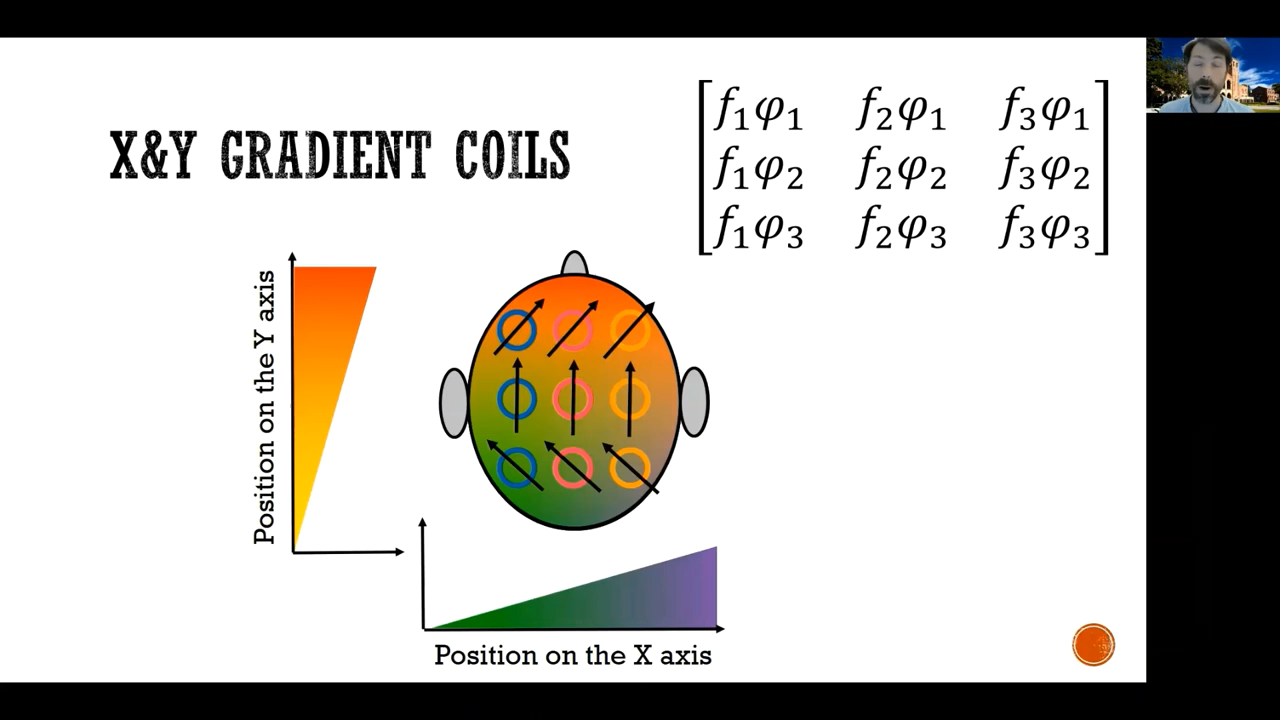 X&Y GRADIENT COILS
f₁φ₁ f₂φ₁ f₃φ₁
f₁φ₂ f₂φ₂ f₃φ₂
f₁φ₃ f₂φ₃ f₃φ₃
Position on the Y axis
Position on the X axis